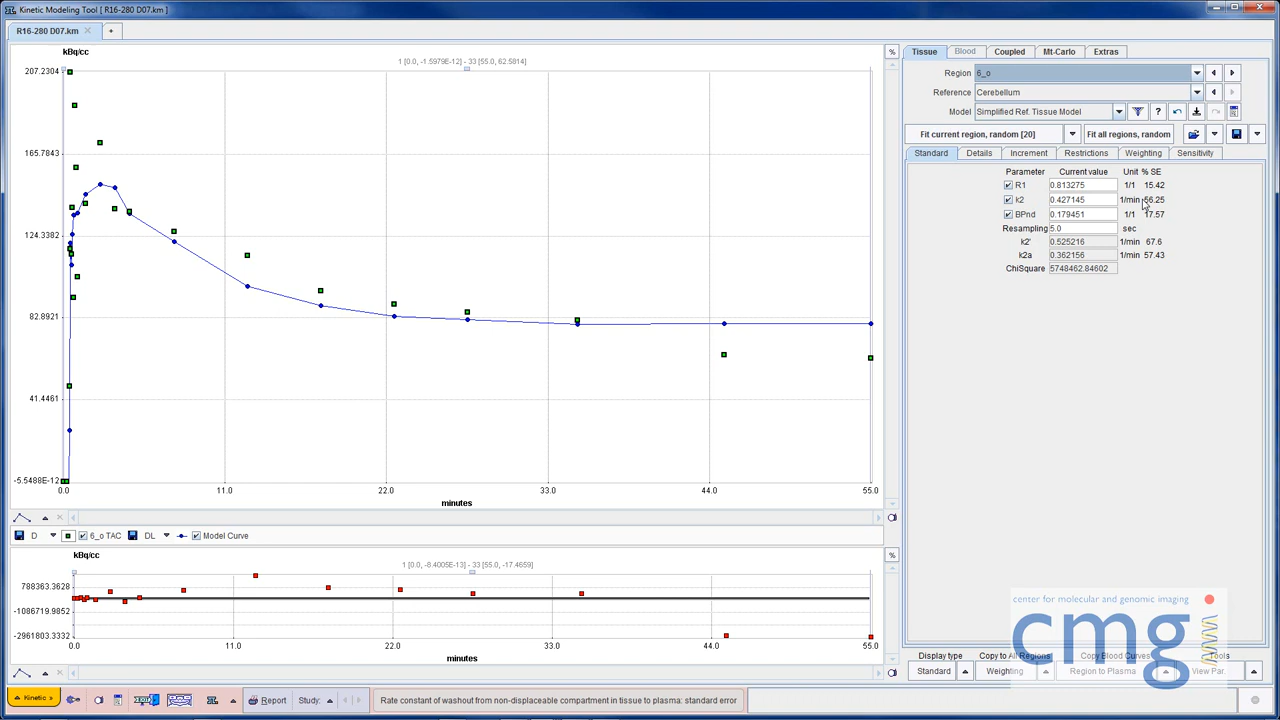 Kinetic Modeling Tool [ R16-280 D07.km ]
R16-280 D07.km
kBq/cc
1 [0.0, -1.5979E-12] - 33 [55.0, 62.5814]
%
207.2304
165.7843
124.3382
82.8921
41.4461
-5.5488E-12
0.0 11.0 22.0 33.0 44.0 55.0
minutes
D 6_o TAC DL Model Curve
kBq/cc
1 [0.0, -8.4005E-13] - 33 [55.0, -17.4659]
%
788363.3628
-1086719.9852
-2961803.3332
0.0 11.0 22.0 33.0 44.0 55.0
minutes
Tissue Blood Coupled Mt-Carlo Extras
Region 6_o
Reference Cerebellum
Model Simplified Ref. Tissue Model ?
Fit current region, random [20] Fit all regions, random
Standard Details Increment Restrictions Weighting Sensitivity
Parameter Current value Unit % SE
R1 0.813275 1/1 15.42
k2 0.427145 1/min 56.25
BPnd 0.179451 1/1 17.57
Resampling 5.0 sec
k2' 0.525216 1/min 67.6
k2a 0.362156 1/min 57.43
ChiSquare 5748462.84602
center for molecular and genomic imaging
cmg
Display type Copy to All Regions Copy Blood Curves Tools
Standard Weighting Region to Plasma View Par.
Kinetic > Report Study: Rate constant of washout from non-displaceable compartment in tissue to plasma: standard error